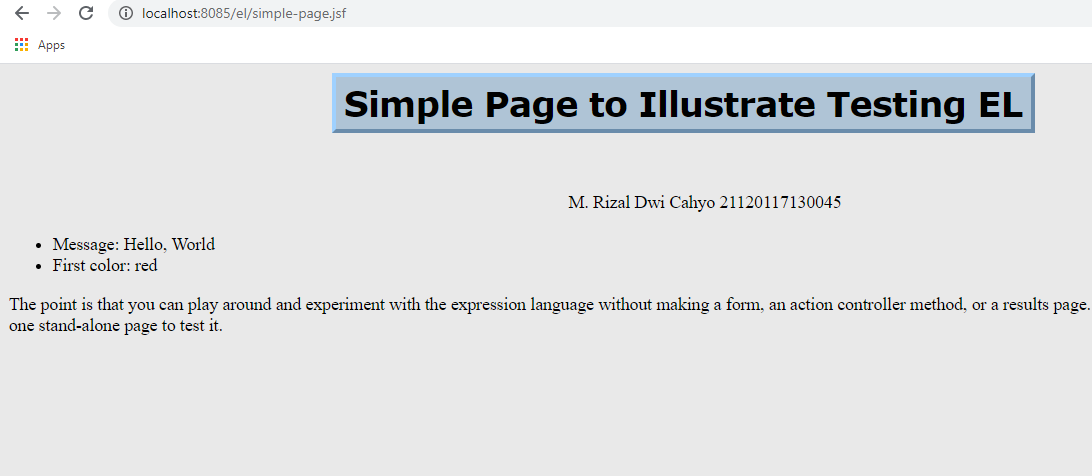 localhost:8085/el/simple-page.jsf
Apps
Simple Page to Illustrate Testing EL
M. Rizal Dwi Cahyo 21120117130045
• Message: Hello, World
• First color: red
The point is that you can play around and experiment with the expression language without making a form, an action controller method, or a results page.
one stand-alone page to test it.